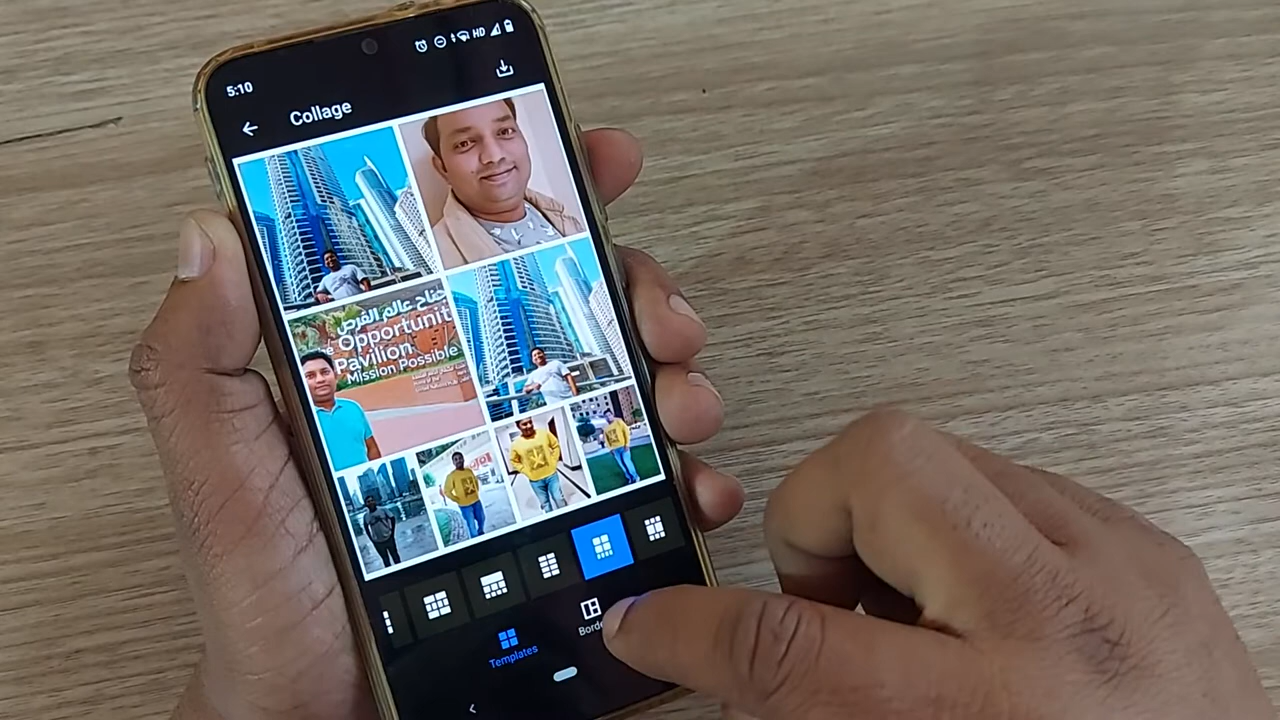 5:10
HD
Collage
جناح عالم الفرص
Opportunit
Pavilion
Mission Possible
Templates
Borde